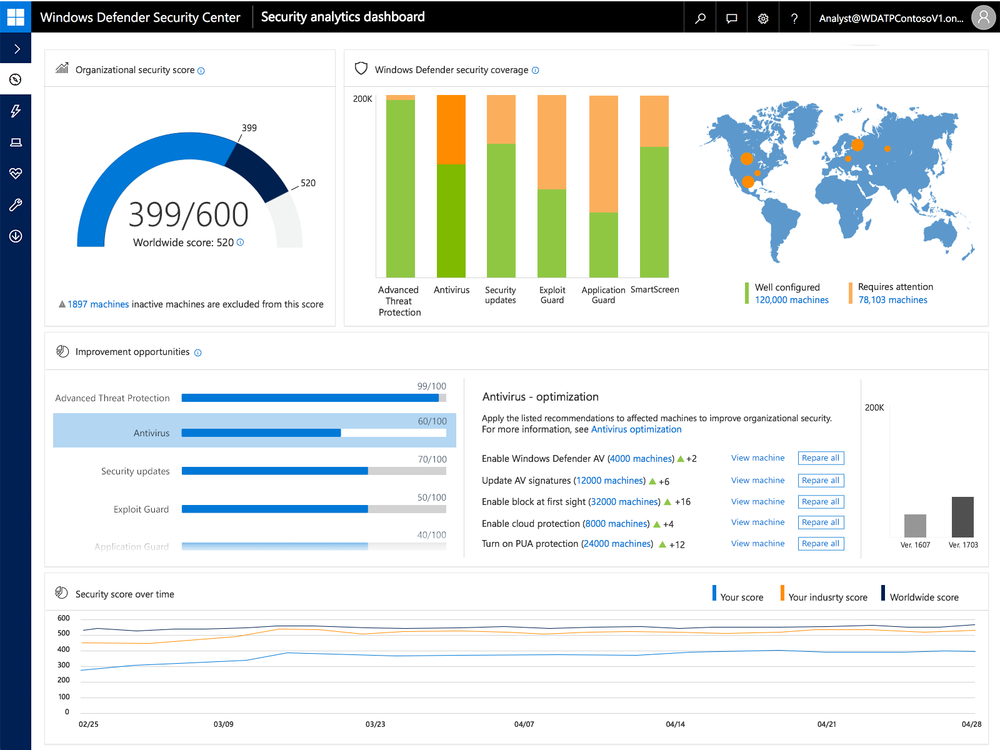 Windows Defender Security Center
Security analytics dashboard
?
Analyst@WDATPContosoV1.on...
Organizational security score
399
520
399/600
Worldwide score: 520
1897 machines inactive machines are excluded from this score
Windows Defender security coverage
200K
Advanced
Threat
Protection
Antivirus
Security
updates
Exploit
Guard
Application
Guard
SmartScreen
Well configured
120,000 machines
Requires attention
78,103 machines
Improvement opportunities
99/100
Advanced Threat Protection
60/100
Antivirus
70/100
Security updates
50/100
Exploit Guard
40/100
Application Guard
Antivirus - optimization
Apply the listed recommendations to affected machines to improve organizational security.
For more information, see Antivirus optimization
Enable Windows Defender AV (4000 machines) +2 View machine Repare all
Update AV signatures (12000 machines) +6 View machine Repare all
Enable block at first sight (32000 machines) +16 View machine Repare all
Enable cloud protection (8000 machines) +4 View machine Repare all
Turn on PUA protection (24000 machines) +12 View machine Repare all
200K
Ver. 1607 Ver. 1703
Security score over time
Your score Your indusrty score Worldwide score
600
500
400
300
200
100
0
02/25 03/09 03/23 04/07 04/14 04/21 04/28